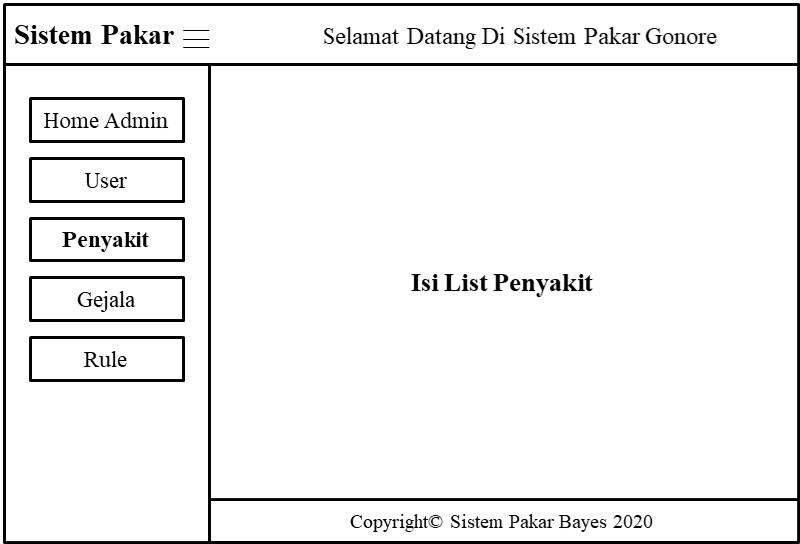 Sistem Pakar
Selamat Datang Di Sistem Pakar Gonore
Home Admin
User
Penyakit
Gejala
Rule
Isi List Penyakit
Copyright© Sistem Pakar Bayes 2020